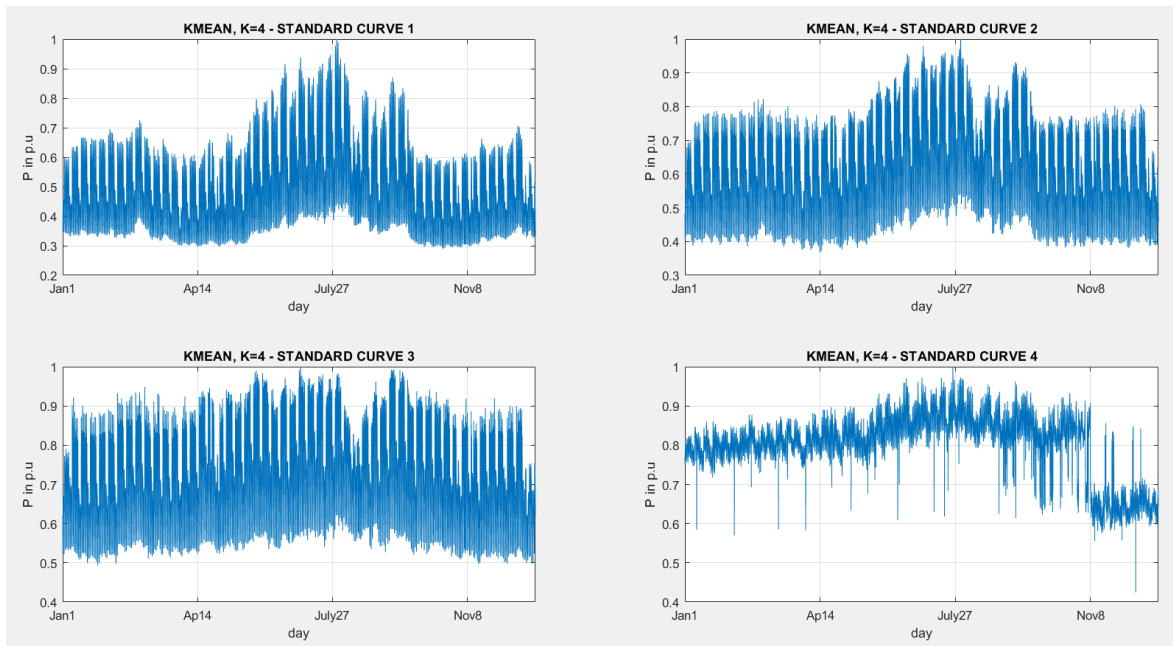 KMEAN, K=4 - STANDARD CURVE 1
1
0.9
0.8
0.7
0.6
0.5
0.4
0.3
0.2
P in p.u
Jan1 Ap14 July27 Nov8
day
KMEAN, K=4 - STANDARD CURVE 2
1
0.9
0.8
0.7
0.6
0.5
0.4
0.3
P in p.u
Jan1 Ap14 July27 Nov8
day
KMEAN, K=4 - STANDARD CURVE 3
1
0.9
0.8
0.7
0.6
0.5
0.4
P in p.u
Jan1 Ap14 July27 Nov8
day
KMEAN, K=4 - STANDARD CURVE 4
1
0.9
0.8
0.7
0.6
0.5
0.4
P in p.u
Jan1 Ap14 July27 Nov8
day